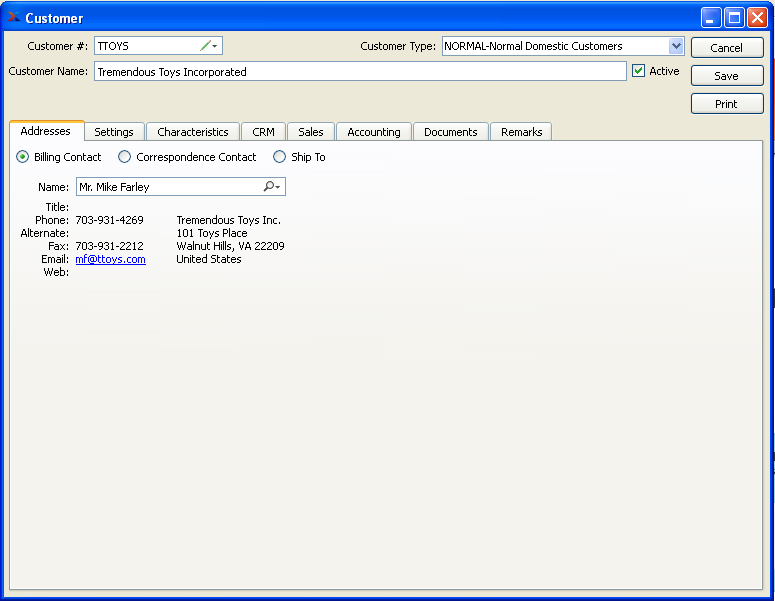 Customer
Customer #: TTOYS Customer Type: NORMAL-Normal Domestic Customers Cancel
Customer Name: Tremendous Toys Incorporated Active Save
Print
Addresses Settings Characteristics CRM Sales Accounting Documents Remarks
Billing Contact Correspondence Contact Ship To
Name: Mr. Mike Farley
Title:
Phone: 703-931-4269 Tremendous Toys Inc.
Alternate: 101 Toys Place
Fax: 703-931-2212 Walnut Hills, VA 22209
Email: mf@ttoys.com United States
Web: